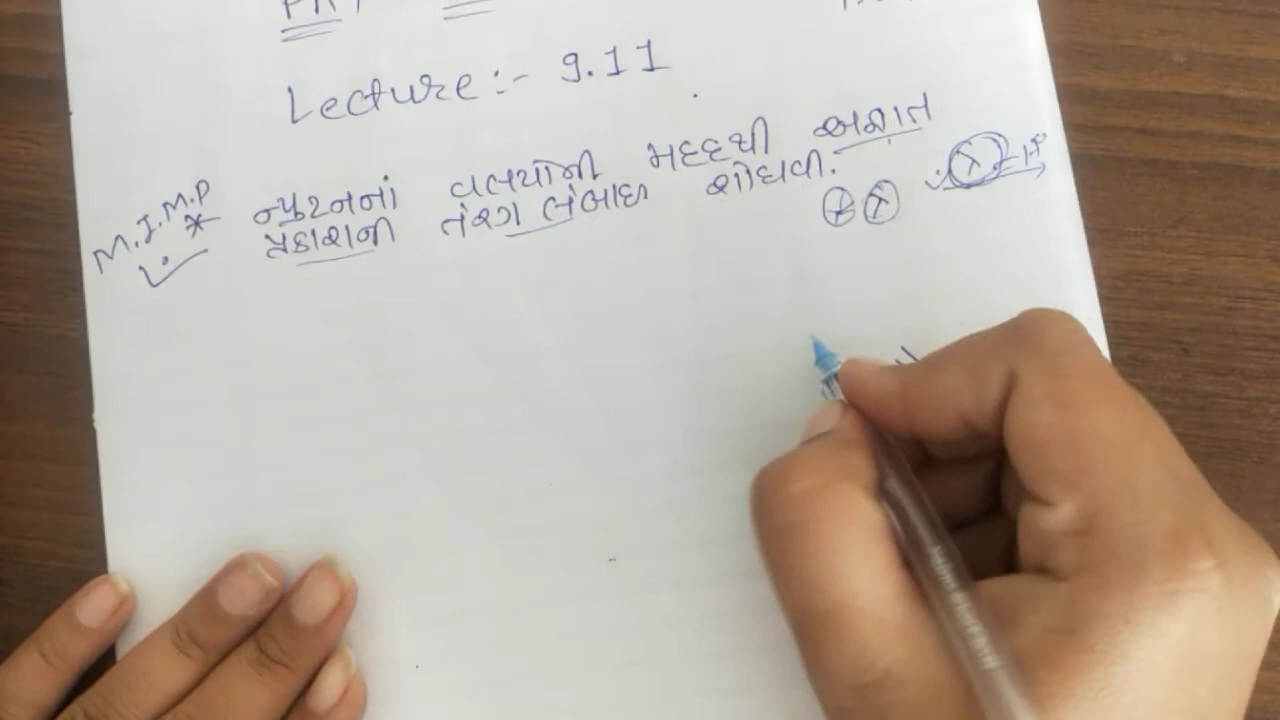 Lecture:- 9.11
M.J.M.P * ન્યુટનનાં વલયોની મદદથી અજ્ઞાત
પ્રકાશની તરંગ લંબાઇ શોધવી.